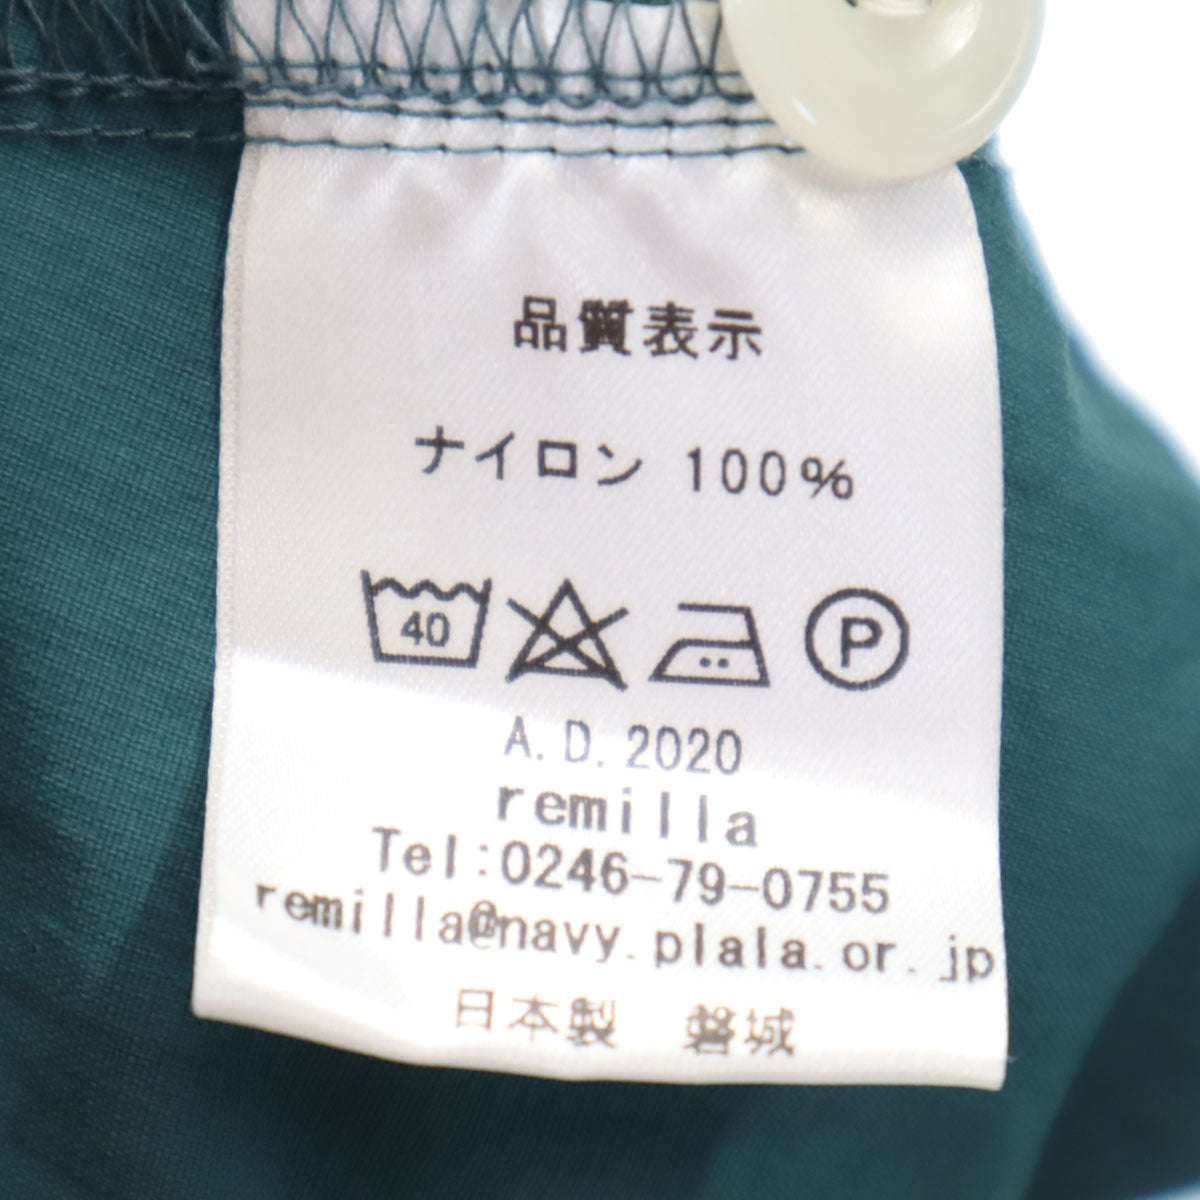 品質表示
ナイロン 100%
40
P
A.D.2020
remilla
Tel:0246-79-0755
remilla@navy.plala.or.jp
日本製 磐城